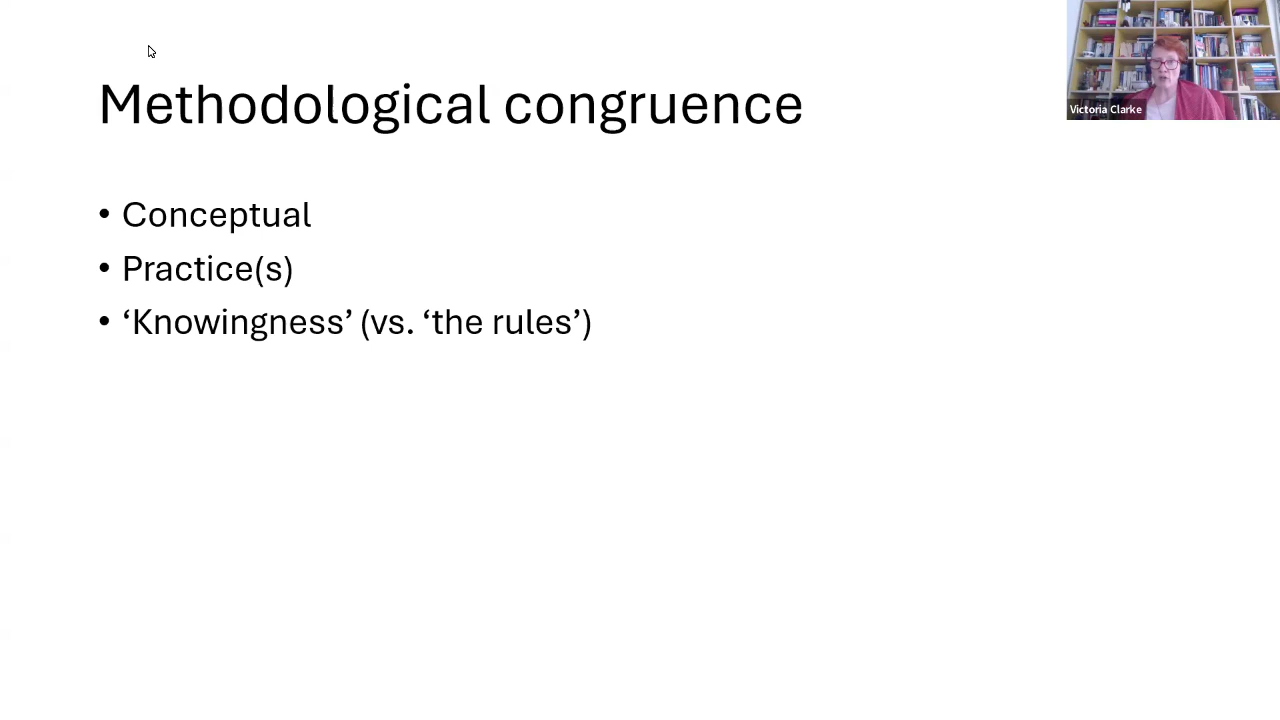 Methodological congruence
Victoria Clarke
• Conceptual
• Practice(s)
• ‘Knowingness’ (vs. ‘the rules’)